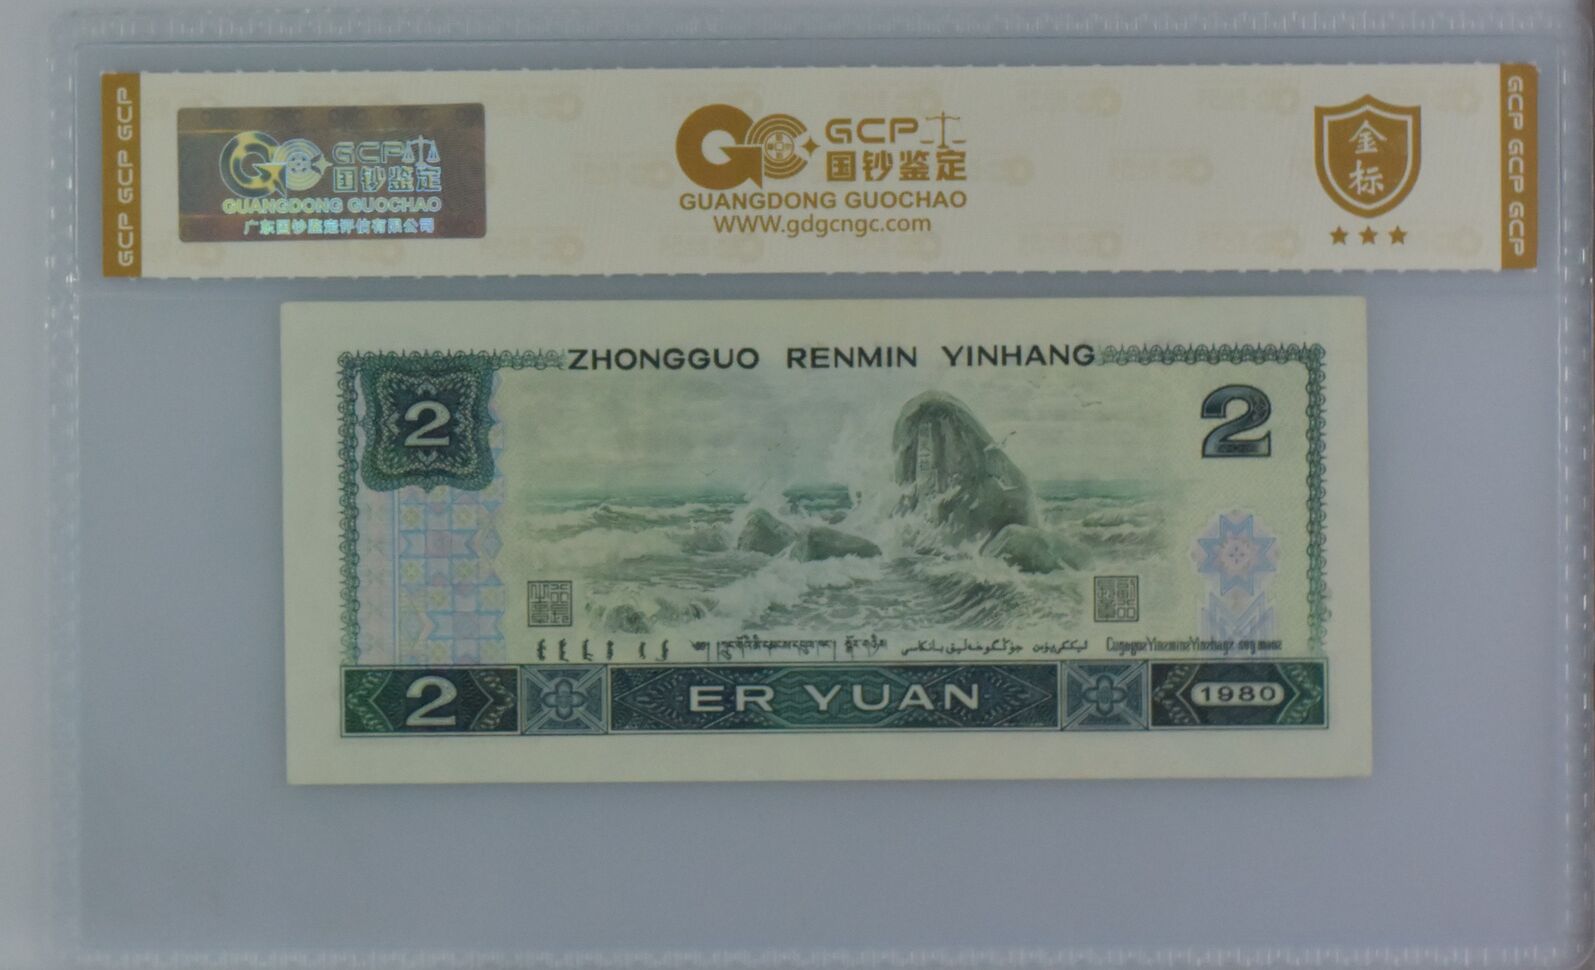 GCP GCP GCP
GCP
国钞鉴定
GUANGDONG GUOCHAO
广东国钞鉴定评估有限公司
GCP
国钞鉴定
GUANGDONG GUOCHAO
WWW.gdgcngc.com
金标
GCP GCP GCP GCP
ZHONGGUO RENMIN YINHANG
2
2
2
ER YUAN
1980